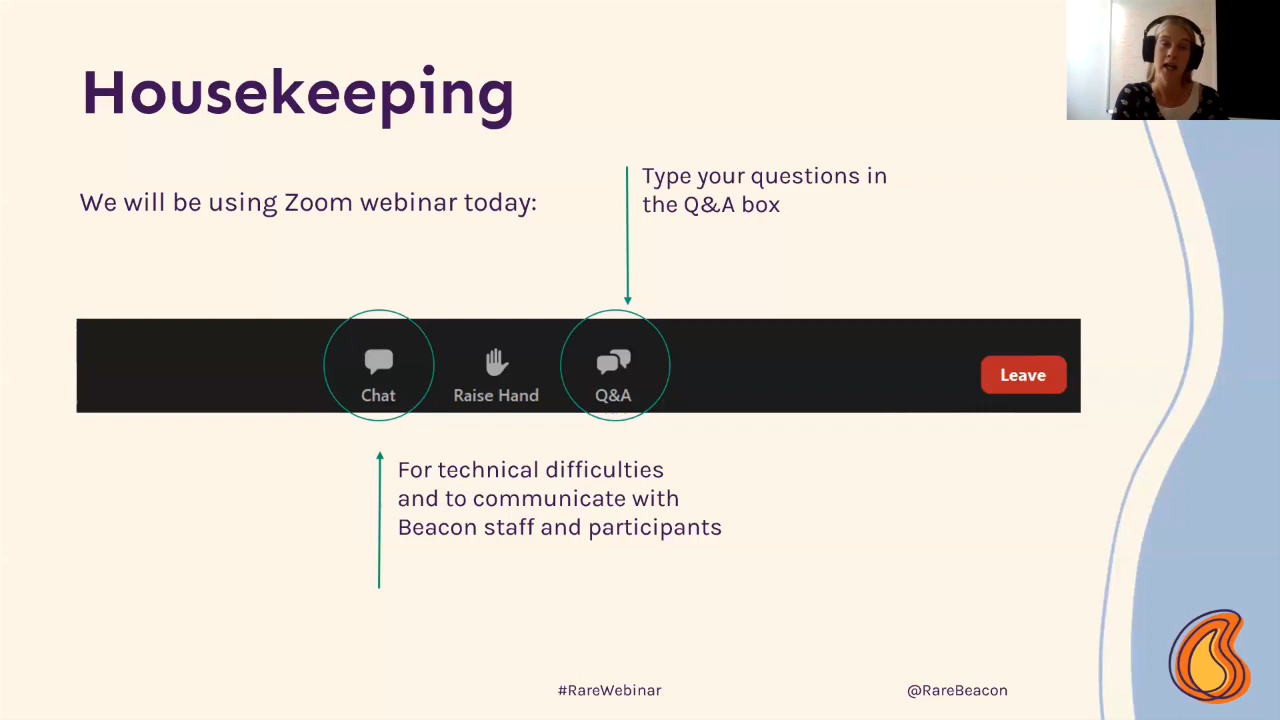 Housekeeping
We will be using Zoom webinar today:
Type your questions in
the Q&A box
Chat
Raise Hand
Q&A
Leave
For technical difficulties
and to communicate with
Beacon staff and participants
#RareWebinar
@RareBeacon